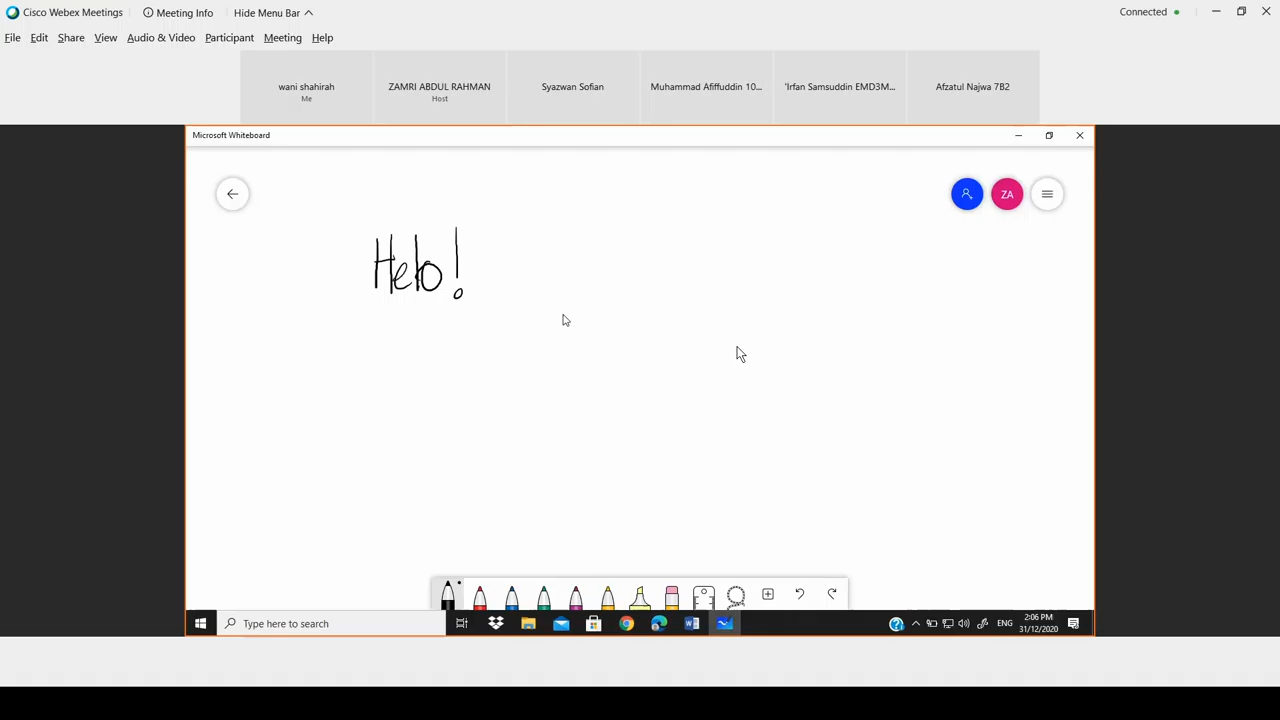 Cisco Webex Meetings Meeting Info Hide Menu Bar Connected
File Edit Share View Audio & Video Participant Meeting Help
wani shahirah ZAMRI ABDUL RAHMAN Syazwan Sofian Muhammad Afiffuddin 10... 'Irfan Samsuddin EMD3M... Afzatul Najwa 7B2
Me Host
Microsoft Whiteboard
ZA
Helo!
Type here to search ENG 2:06 PM
31/12/2020